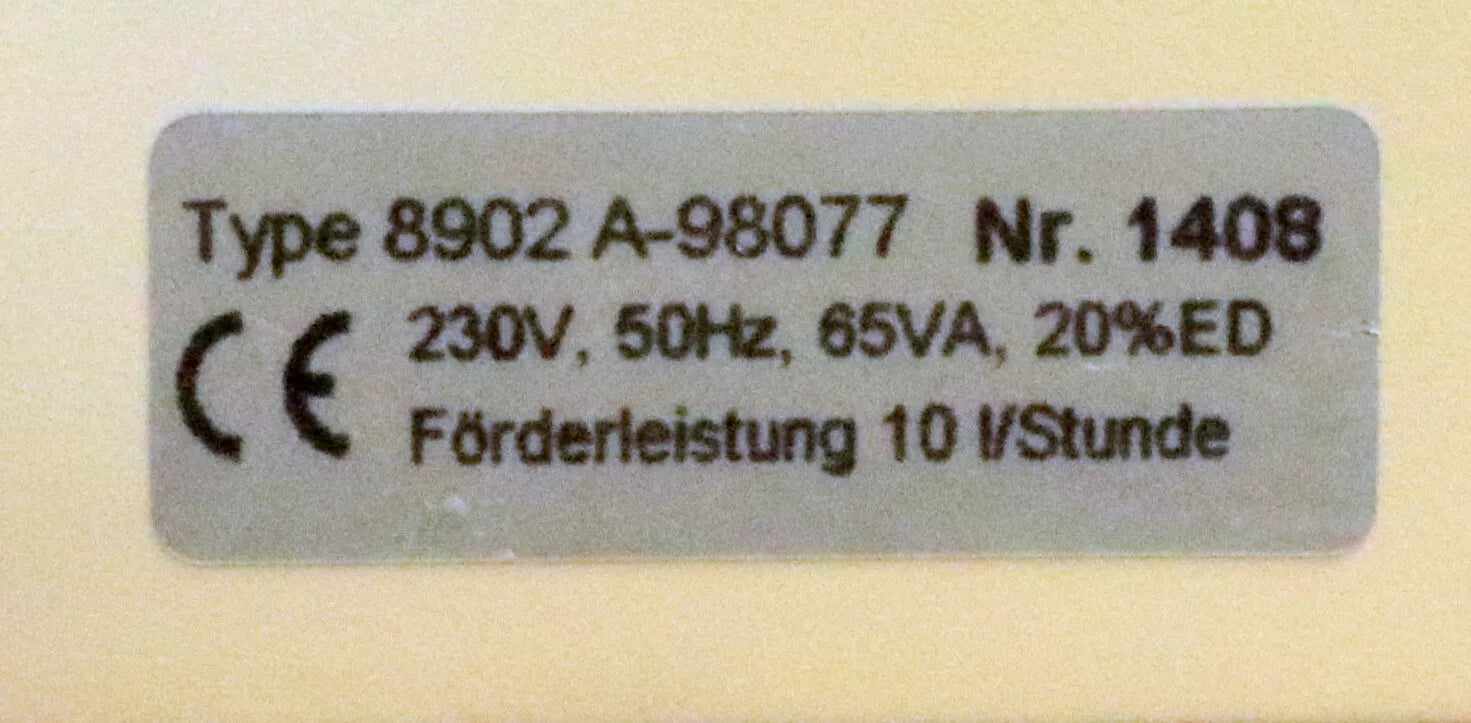 Type 8902 A-98077 Nr. 1408
CE 230V, 50Hz, 65VA, 20%ED
Förderleistung 10 l/Stunde